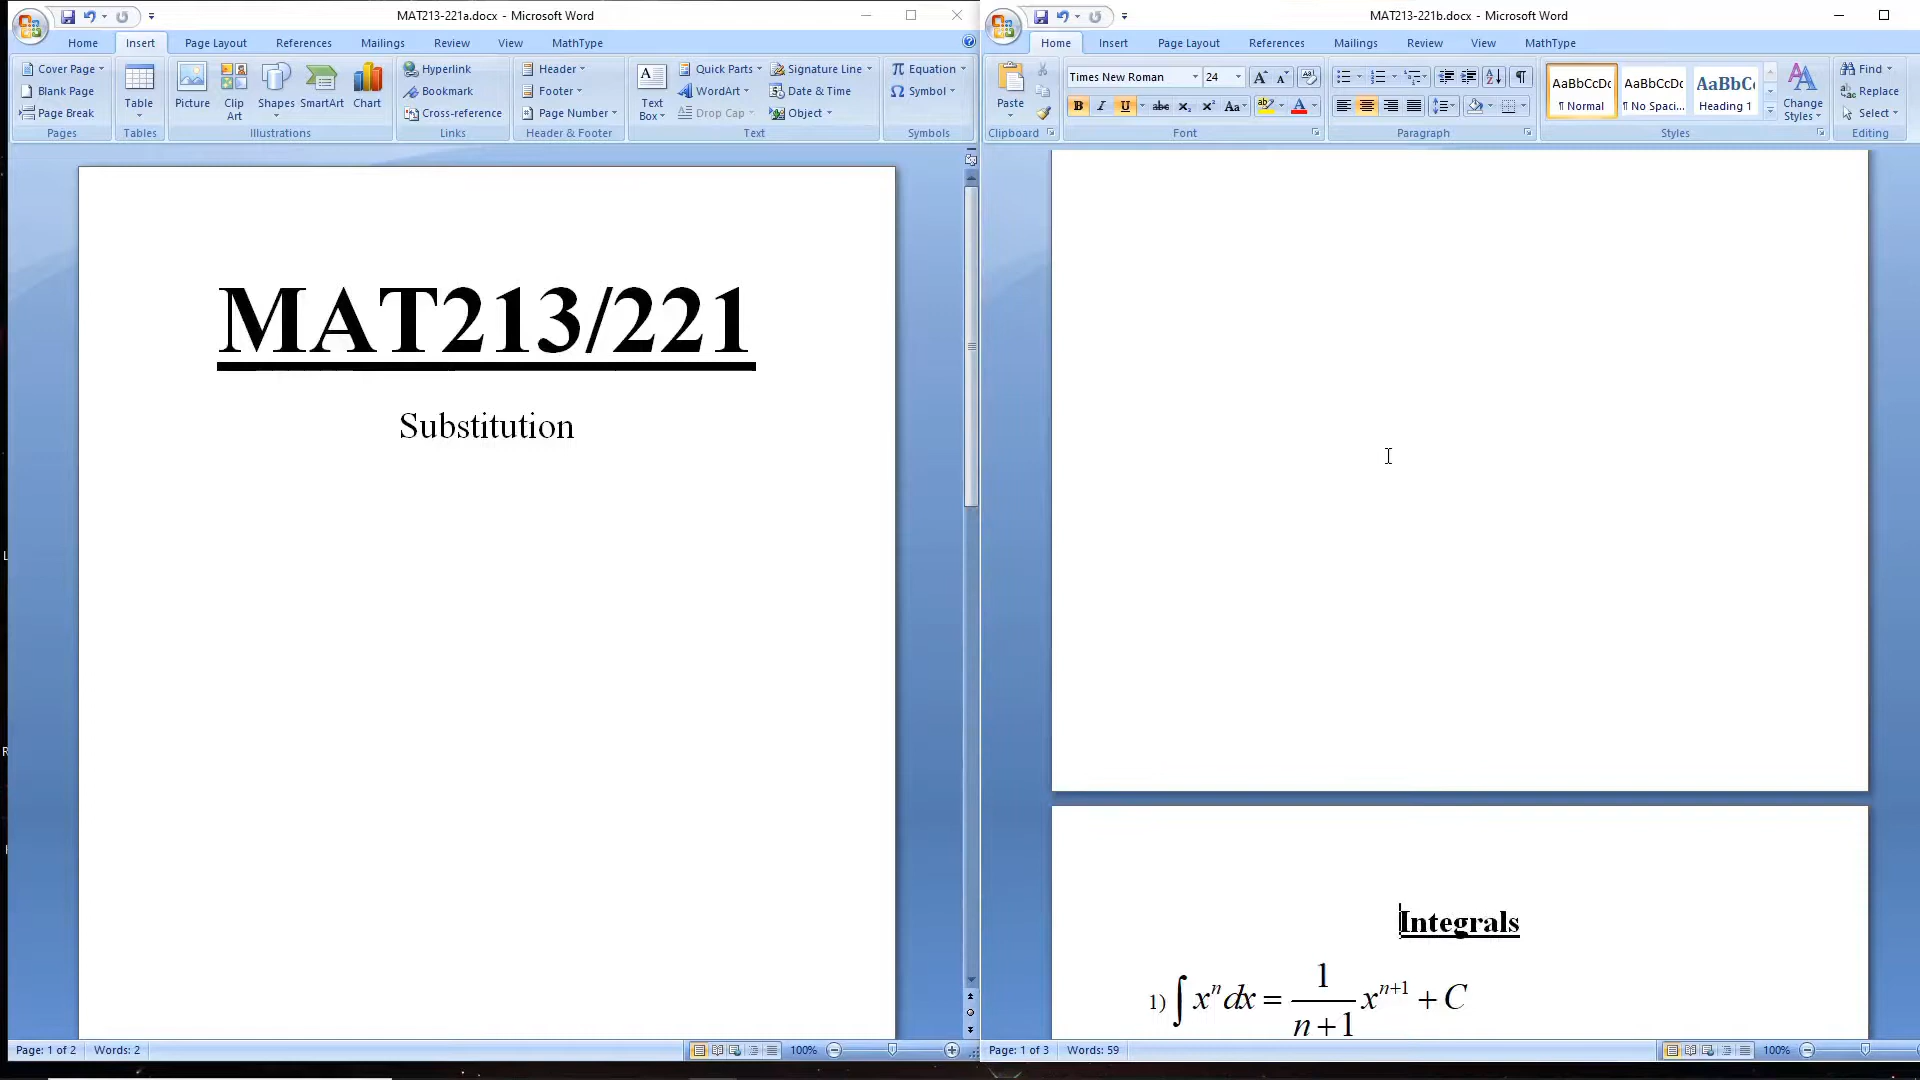 MAT213-221a.docx - Microsoft Word
Home Insert Page Layout References Mailings Review View MathType
Cover Page
Blank Page
Page Break
Pages
Table
Tables
Picture
Clip Art
Shapes
SmartArt
Chart
Illustrations
Hyperlink
Bookmark
Cross-reference
Links
Header
Footer
Page Number
Header & Footer
Text Box
Quick Parts
WordArt
Drop Cap
Signature Line
Date & Time
Object
Text
π Equation
Ω Symbol
Symbols
MAT213/221
Substitution
Page: 1 of 2 Words: 2
100%
MAT213-221b.docx - Microsoft Word
Home Insert Page Layout References Mailings Review View MathType
Paste
Clipboard
Times New Roman 24
B I U abc X₂ X² Aa
Font
Paragraph
AaBbCcDc AaBbCcDc AaBbC
¶ Normal ¶ No Spaci... Heading 1
Change Styles
Styles
Find
Replace
Select
Editing
Integrals
1) ∫ xⁿdx = 1/(n+1) xⁿ⁺¹ + C
Page: 1 of 3 Words: 59
100%